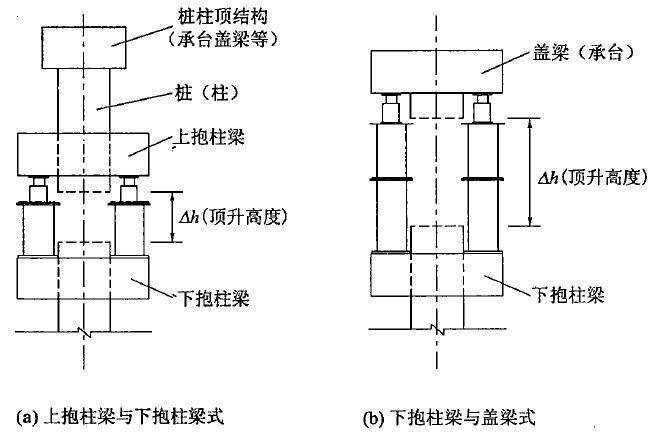 桩柱顶结构
(承台盖梁等)
桩(柱)
上抱柱梁
Δh(顶升高度)
下抱柱梁
(a) 上抱柱梁与下抱柱梁式
盖梁(承台)
Δh(顶升高度)
下抱柱梁
(b) 下抱柱梁与盖梁式